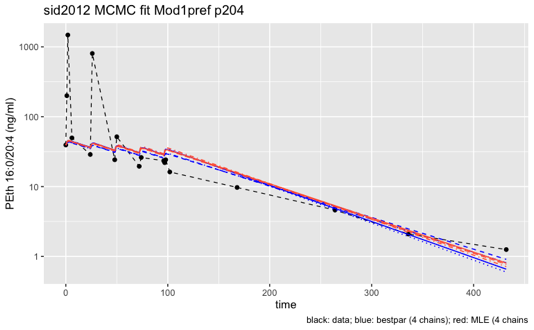 sid2012 MCMC fit Mod1pref p204
PEth 16:0/20:4 (ng/ml)
1000
100
10
1
0
100
200
300
400
time
black: data; blue: bestpar (4 chains); red: MLE (4 chains